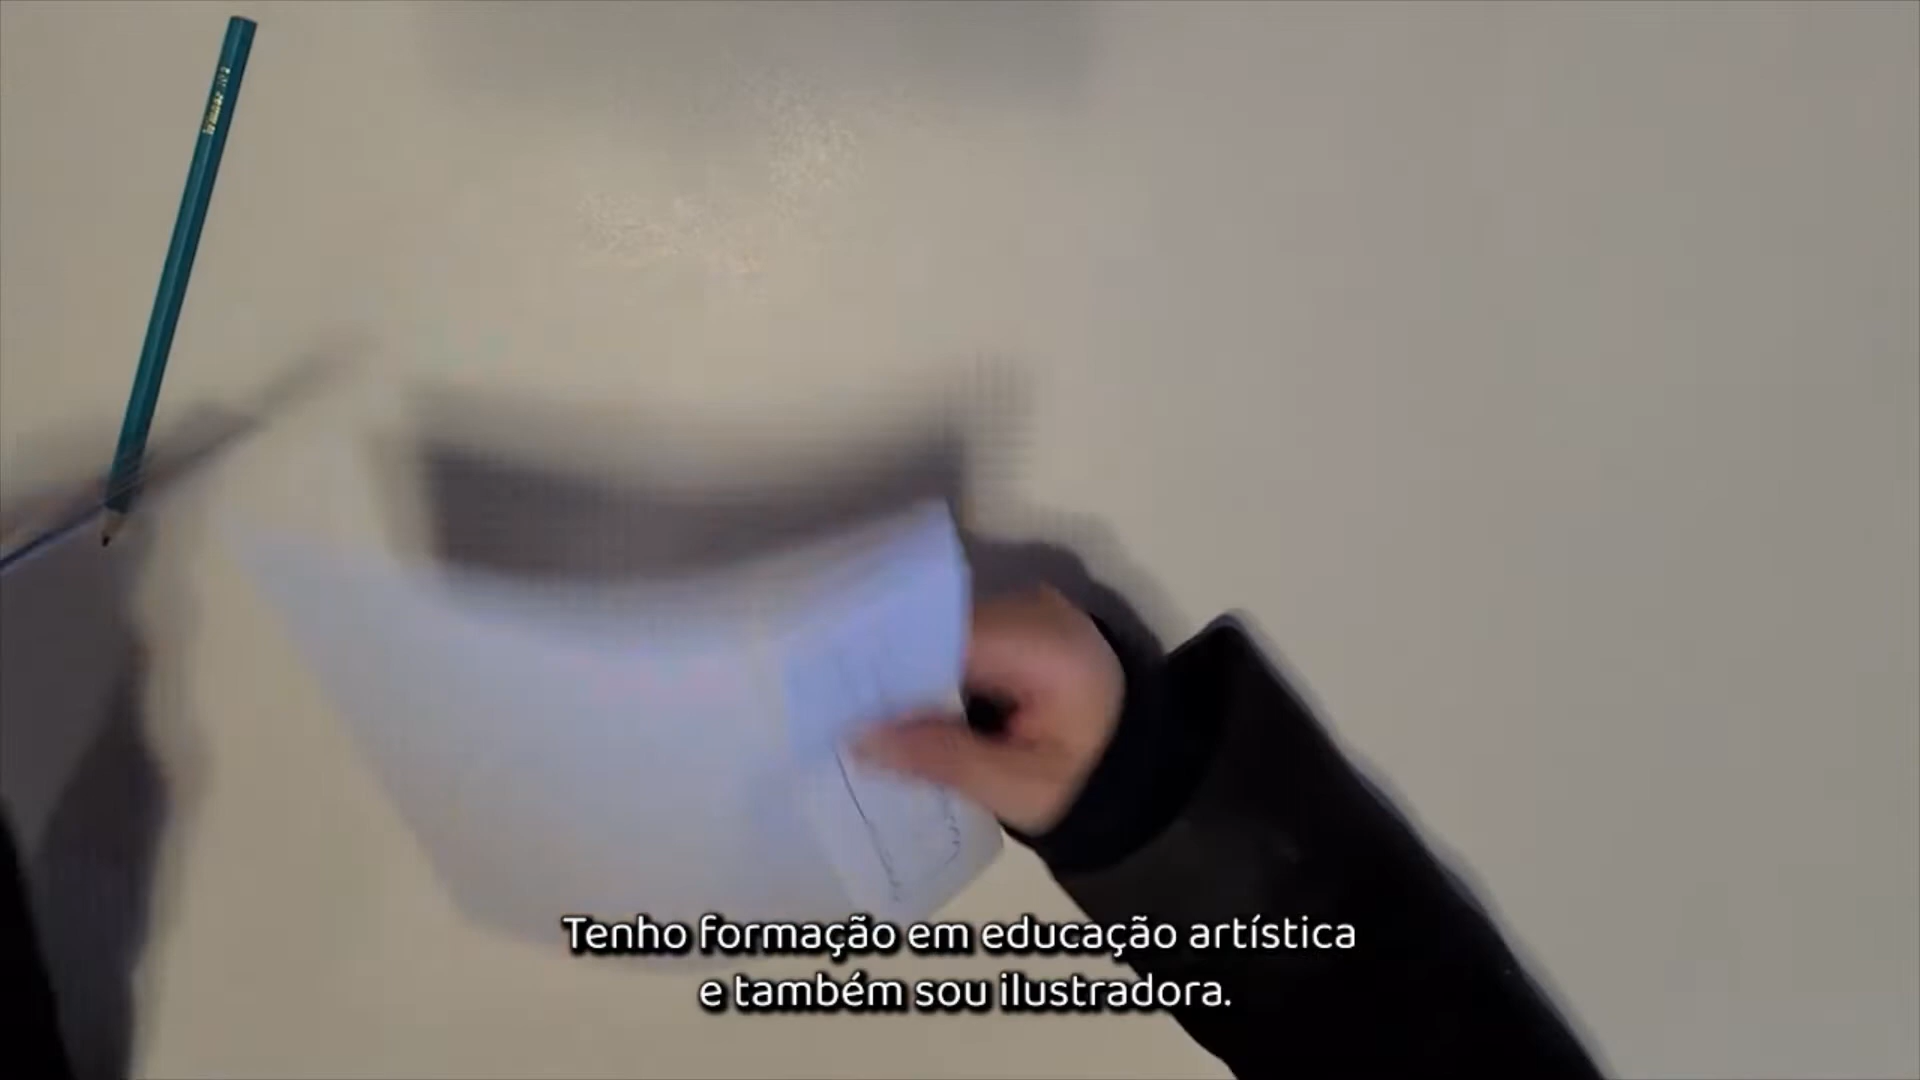 Tenho formação em educação artística
e também sou ilustradora.